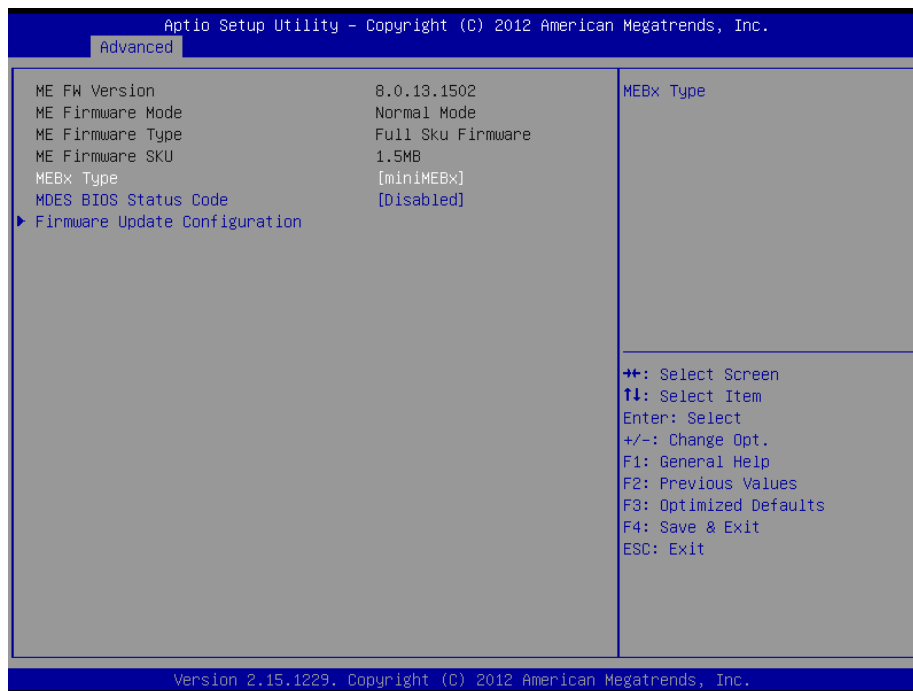 Aptio Setup Utility – Copyright (C) 2012 American Megatrends, Inc.
Advanced
ME FW Version 8.0.13.1502
ME Firmware Mode Normal Mode
ME Firmware Type Full Sku Firmware
ME Firmware SKU 1.5MB
MEBx Type [miniMEBx]
MDES BIOS Status Code [Disabled]
Firmware Update Configuration
MEBx Type
→←: Select Screen
↑↓: Select Item
Enter: Select
+/-: Change Opt.
F1: General Help
F2: Previous Values
F3: Optimized Defaults
F4: Save & Exit
ESC: Exit
Version 2.15.1229. Copyright (C) 2012 American Megatrends, Inc.